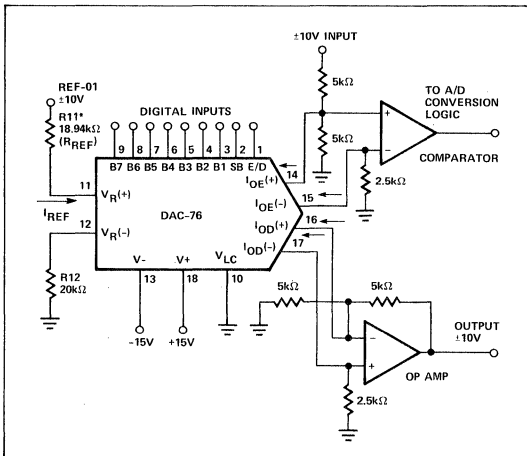 ±10V INPUT
REF-01
±10V
R11*
18.94kΩ
(RREF)
DIGITAL INPUTS
5kΩ
5kΩ
TO A/D
CONVERSION
LOGIC
COMPARATOR
9 8 7 6 5 4 3 2 1
B7 B6 B5 B4 B3 B2 B1 SB E/D
+
−
2.5kΩ
11
VR(+)
IREF
12
VR(−)
DAC-76
IOE(+)
14
IOE(−)
15
IOD(+)
16
IOD(−)
17
R12
20kΩ
V− V+ VLC
13 18 10
−15V +15V
5kΩ 5kΩ
−
+
OUTPUT
±10V
OP AMP
2.5kΩ